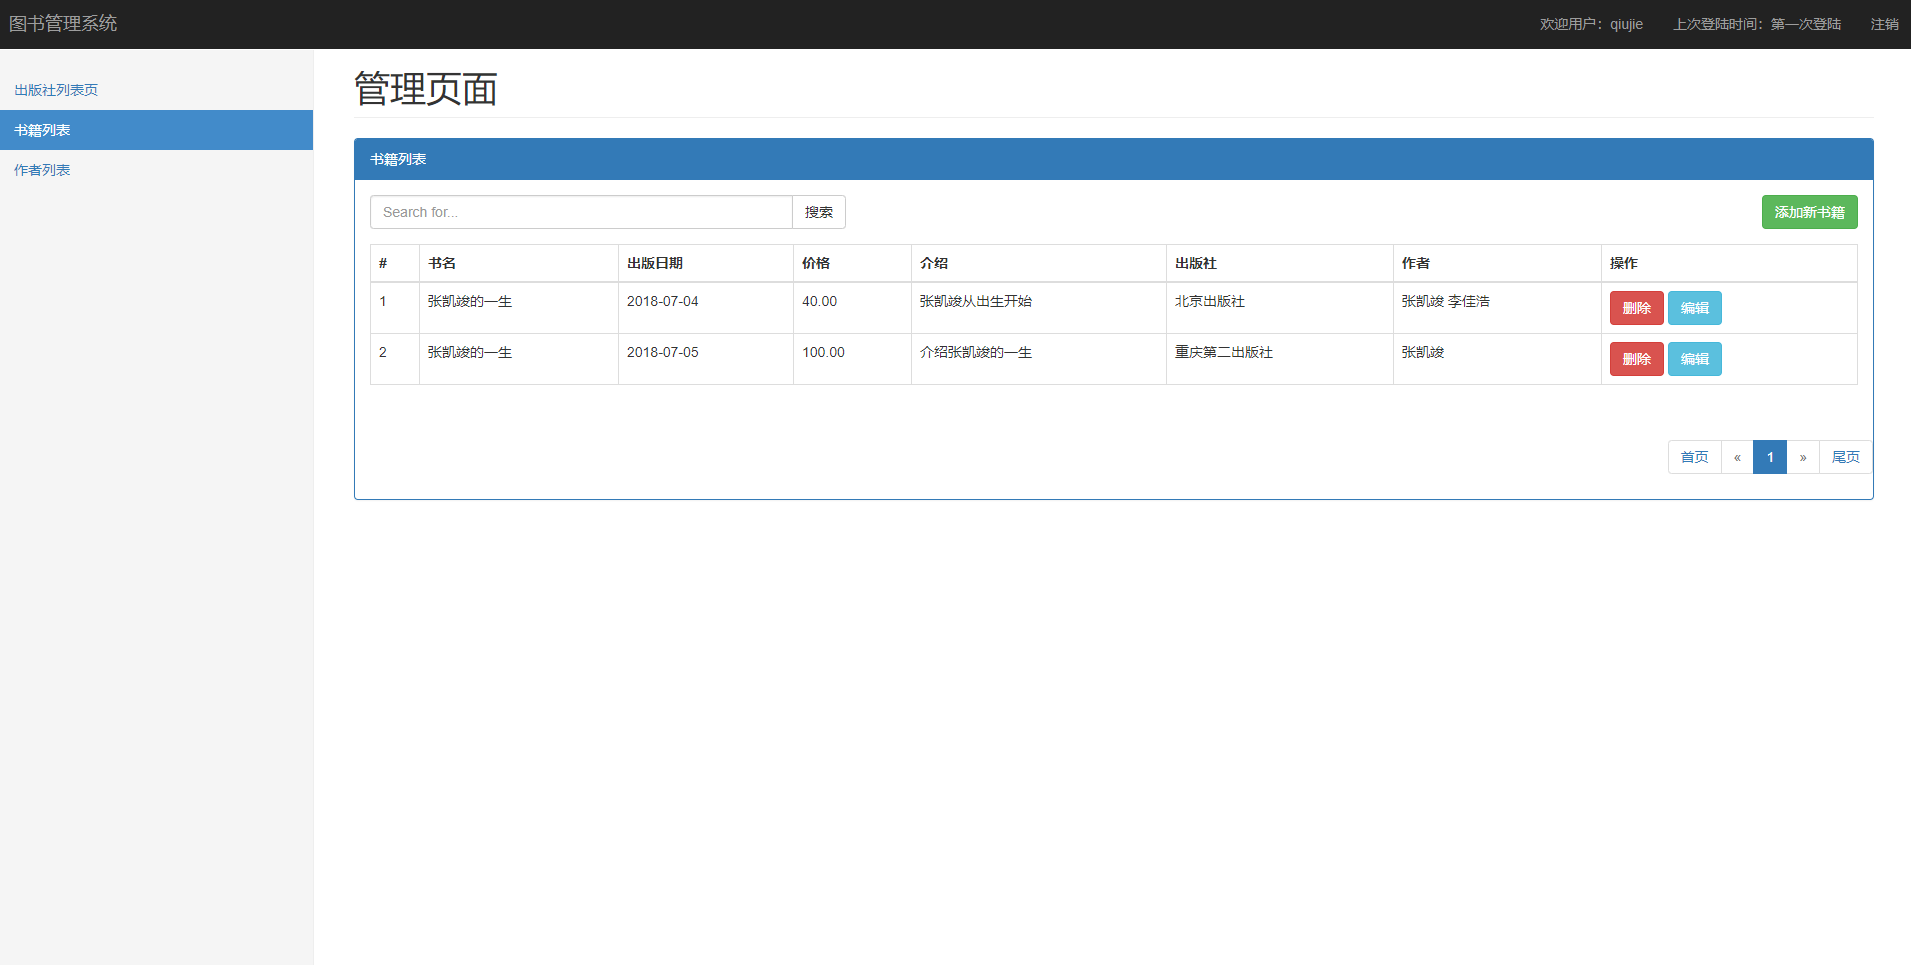 图书管理系统 欢迎用户：qiujie 上次登陆时间：第一次登陆 注销
出版社列表页
书籍列表
作者列表
管理页面
书籍列表
Search for... 搜索 添加新书籍
# 书名 出版日期 价格 介绍 出版社 作者 操作
1 张凯竣的一生 2018-07-04 40.00 张凯竣从出生开始 北京出版社 张凯竣 李佳浩 删除 编辑
2 张凯竣的一生 2018-07-05 100.00 介绍张凯竣的一生 重庆第二出版社 张凯竣 删除 编辑
首页 « 1 » 尾页